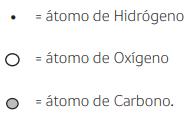 = átomo de Hidrógeno
= átomo de Oxígeno
= átomo de Carbono.